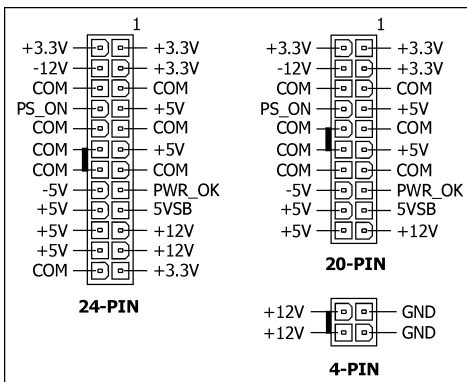 1
+3.3V +3.3V
-12V +3.3V
COM COM
PS_ON +5V
COM COM
COM +5V
COM COM
-5V PWR_OK
+5V 5VSB
+5V +12V
+5V +12V
COM +3.3V
24-PIN
1
+3.3V +3.3V
-12V +3.3V
COM COM
PS_ON +5V
COM COM
COM +5V
COM COM
-5V PWR_OK
+5V 5VSB
+5V +12V
20-PIN
+12V GND
+12V GND
4-PIN